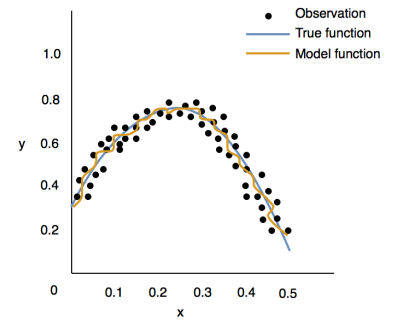 Observation
True function
Model function
1.0
0.8
y
0.6
0.4
0.2
0
0.1 0.2 0.3 0.4 0.5
x